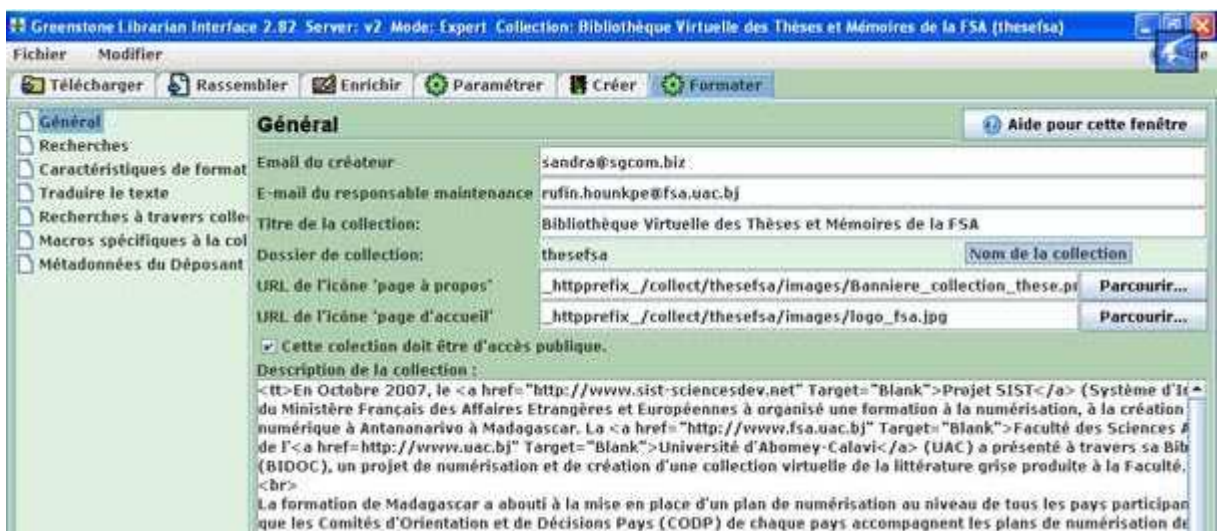 Greenstone Librarian Interface 2.82 Server: v2 Mode: Expert Collection: Bibliothèque Virtuelle des Thèses et Mémoires de la FSA (thesefsa)
Fichier Modifier
Télécharger Rassembler Enrichir Paramétrer Créer Formater
Général
Recherches
Caractéristiques de format
Traduire le texte
Recherches à travers colle
Macros spécifiques à la col
Métadonnées du Déposant
Général Aide pour cette fenêtre
Email du créateur sandra@sgcom.biz
E-mail du responsable maintenance rufin.hounkpe@fsa.uac.bj
Titre de la collection: Bibliothèque Virtuelle des Thèses et Mémoires de la FSA
Dossier de collection: thesefsa Nom de la collection
URL de l'icône 'page à propos' _httpprefix_/collect/thesefsa/images/Banniere_collection_these.p Parcourir...
URL de l'icône 'page d'accueil' _httpprefix_/collect/thesefsa/images/logo_fsa.jpg Parcourir...
Cette colection doit être d'accès publique.
Description de la collection :
<tt>En Octobre 2007, le <a href="http://www.sist-sciencesdev.net" Target="Blank">Projet SIST</a> (Système d'I
du Ministère Français des Affaires Etrangères et Européennes à organisé une formation à la numérisation, à la création
numérique à Antananarivo à Madagascar. La <a href="http://www.fsa.uac.bj" Target="Blank">Faculté des Sciences A
de l'<a href=http://www.uac.bj" Target="Blank">Université d'Abomey-Calavi</a> (UAC) a présenté à travers sa Bib
(BIDOC), un projet de numérisation et de création d'une collection virtuelle de la littérature grise produite à la Faculté.
<br>
La formation de Madagascar a abouti à la mise en place d'un plan de numérisation au niveau de tous les pays participan
que les Comités d'Orientation et de Décisions Pays (CODP) de chaque pays accompagnent les plans de numérisation de